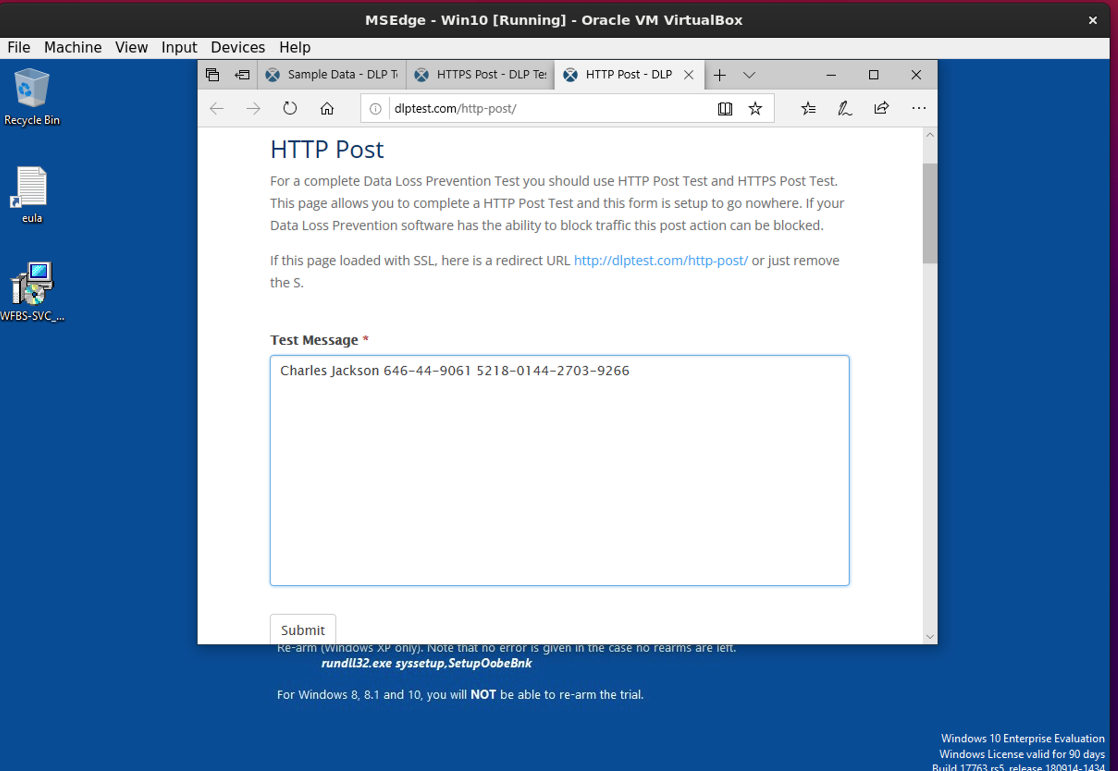 MSEdge - Win10 [Running] - Oracle VM VirtualBox
File Machine View Input Devices Help
Sample Data - DLP Te HTTPS Post - DLP Tes HTTP Post - DLP
dlptest.com/http-post/
Recycle Bin
eula
WFBS-SVC_...
HTTP Post
For a complete Data Loss Prevention Test you should use HTTP Post Test and HTTPS Post Test.
This page allows you to complete a HTTP Post Test and this form is setup to go nowhere. If your
Data Loss Prevention software has the ability to block traffic this post action can be blocked.
If this page loaded with SSL, here is a redirect URL http://dlptest.com/http-post/ or just remove
the S.
Test Message *
Charles Jackson 646-44-9061 5218-0144-2703-9266
Submit
Re-arm (Windows XP only). Note that no error is given in the case no rearms are left.
rundll32.exe syssetup,SetupOobeBnk
For Windows 8, 8.1 and 10, you will NOT be able to re-arm the trial.
Windows 10 Enterprise Evaluation
Windows License valid for 90 days
Build 17763.rs5_release.180914-1434